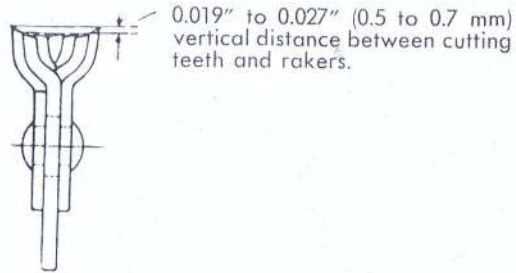 0.019" to 0.027" (0.5 to 0.7 mm)
vertical distance between cutting
teeth and rakers.